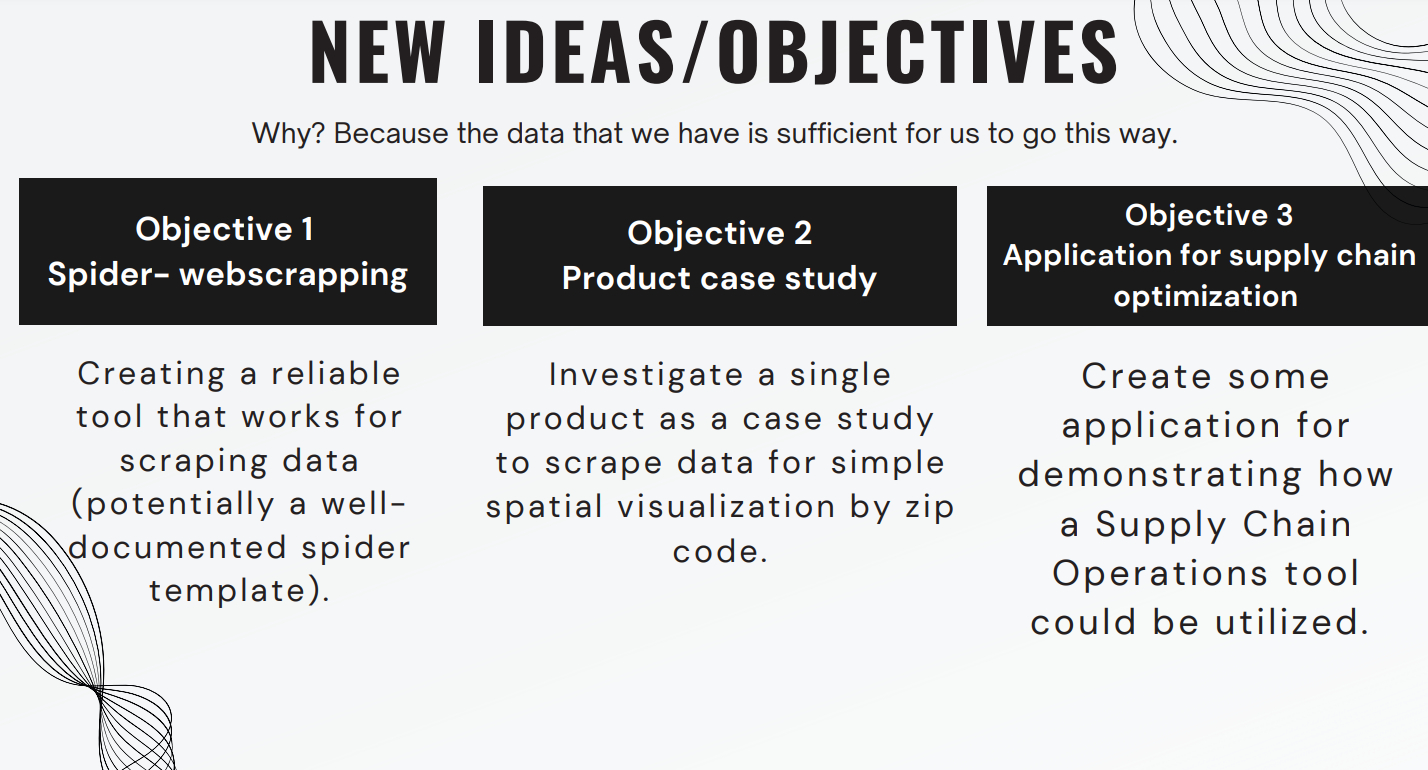 NEW IDEAS/OBJECTIVES
Why? Because the data that we have is sufficient for us to go this way.
Objective 1
Spider- webscrapping
Creating a reliable
tool that works for
scraping data
(potentially a well-
documented spider
template).
Objective 2
Product case study
Investigate a single
product as a case study
to scrape data for simple
spatial visualization by zip
code.
Objective 3
Application for supply chain
optimization
Create some
application for
demonstrating how
a Supply Chain
Operations tool
could be utilized.